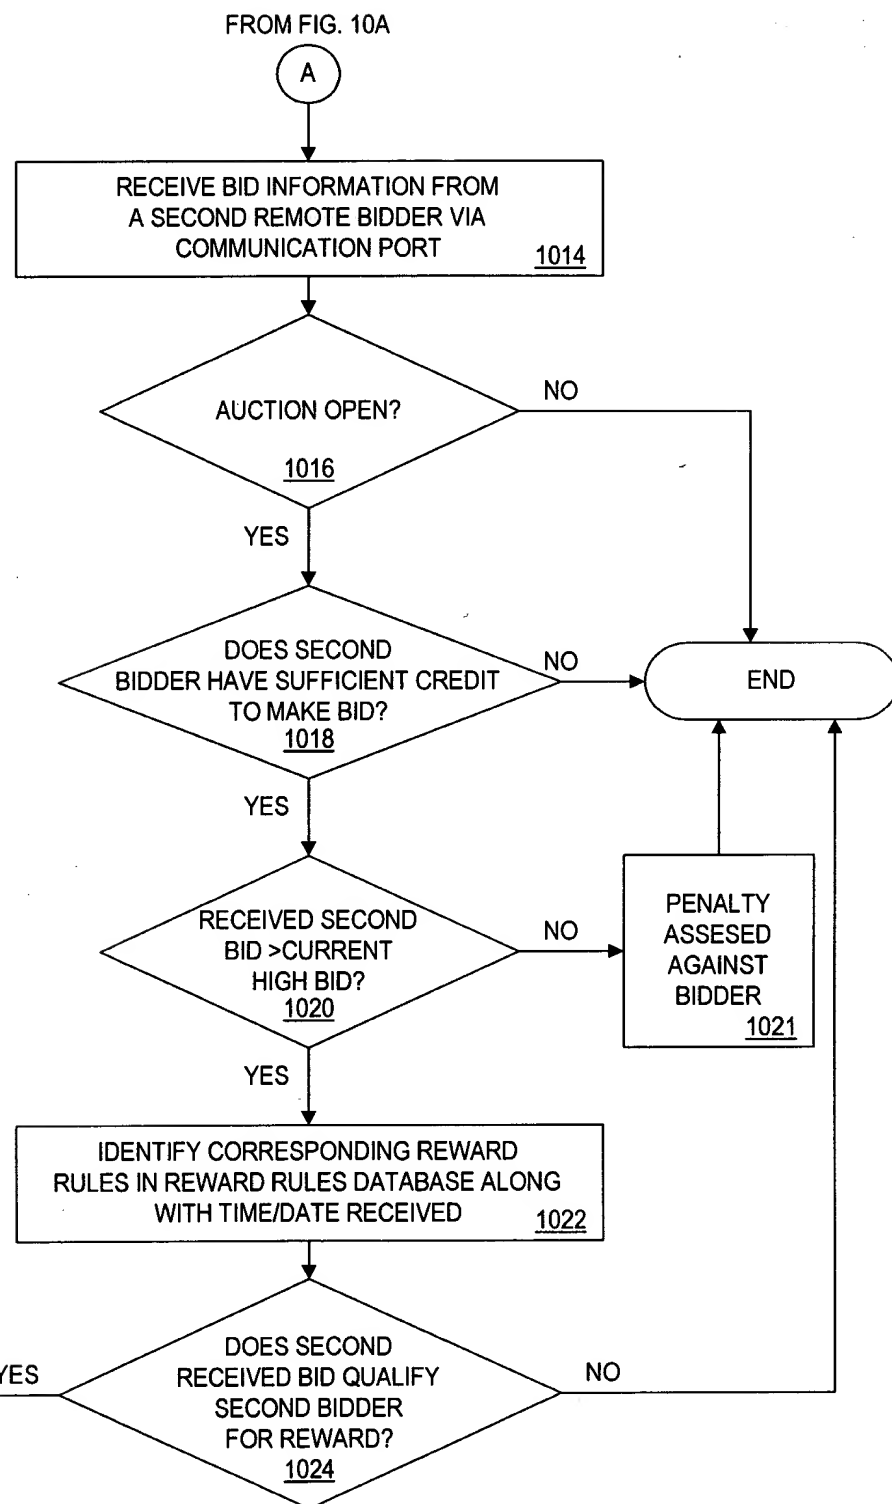 FROM FIG. 10A
A
RECEIVE BID INFORMATION FROM
A SECOND REMOTE BIDDER VIA
COMMUNICATION PORT
1014
AUCTION OPEN?
1016
NO
YES
DOES SECOND
BIDDER HAVE SUFFICIENT CREDIT
TO MAKE BID?
1018
NO
END
YES
RECEIVED SECOND
BID >CURRENT
HIGH BID?
1020
NO
PENALTY
ASSESED
AGAINST
BIDDER
1021
YES
IDENTIFY CORRESPONDING REWARD
RULES IN REWARD RULES DATABASE ALONG
WITH TIME/DATE RECEIVED
1022
YES
DOES SECOND
RECEIVED BID QUALIFY
SECOND BIDDER
FOR REWARD?
1024
NO